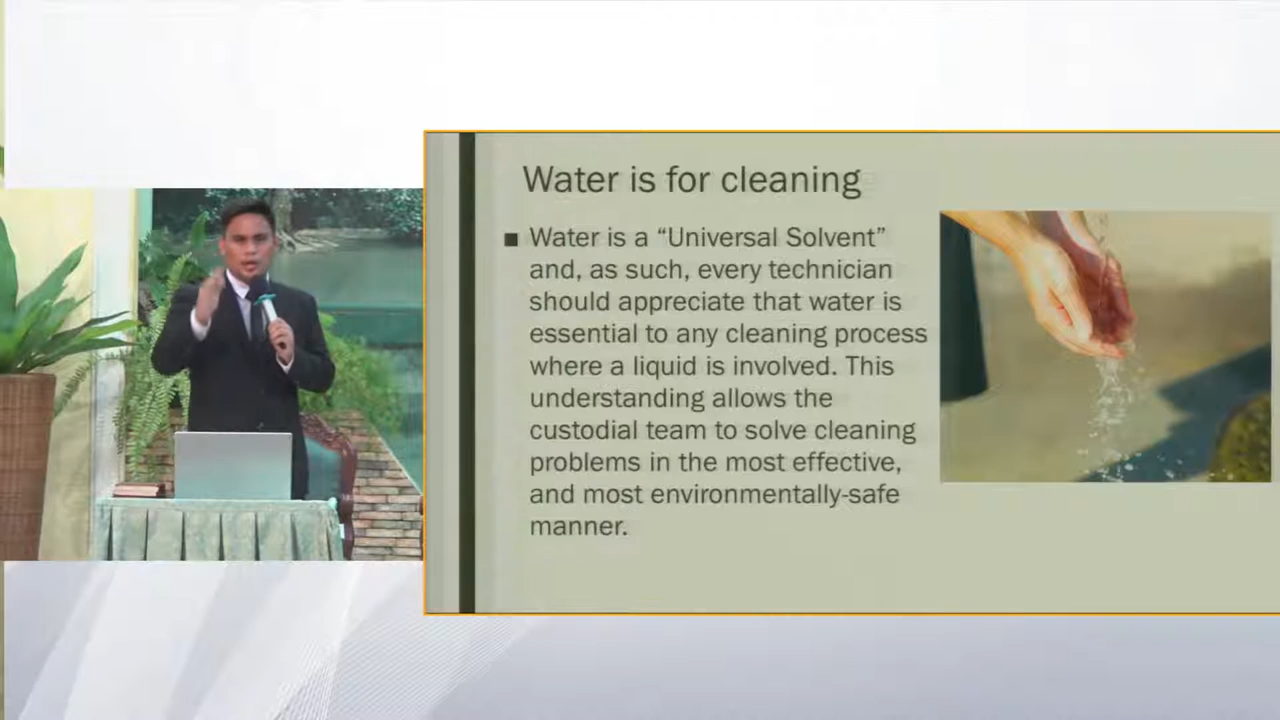 Water is for cleaning
■ Water is a “Universal Solvent”
and, as such, every technician
should appreciate that water is
essential to any cleaning process
where a liquid is involved. This
understanding allows the
custodial team to solve cleaning
problems in the most effective,
and most environmentally-safe
manner.